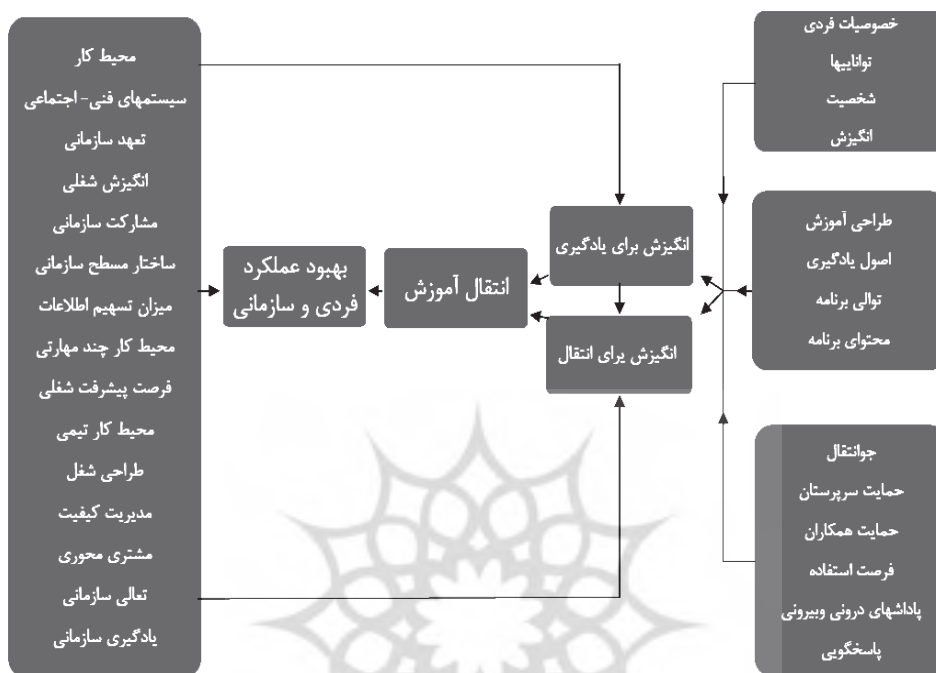 خصوصیات فردی
تواناییها
شخصیت
انگیزش
طراحی آموزش
اصول یادگیری
توالی برنامه
محتوای برنامه
جوانتقال
حمایت سرپرستان
حمایت همکاران
فرصت استفاده
پاداشهای درونی وبیرونی
پاسخگویی
انگیزش برای یادگیری
انگیزش یرای انتقال
انتقال آموزش
بهبود عملکرد
فردی و سازمانی
محیط کار
سیستمهای فنی- اجتماعی
تعهد سازمانی
انگیزش شغلی
مشارکت سازمانی
ساختار مسطح سازمانی
میزان تسهیم اطلاعات
محیط کار چند مهارتی
فرصت پیشرفت شغلی
محیط کار تیمی
طراحی شغل
مدیریت کیفیت
مشتری محوری
تعالی سازمانی
یادگیری سازمانی